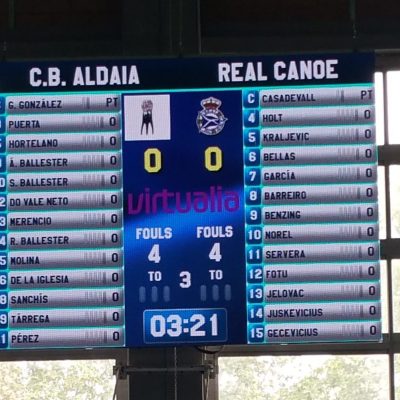 C.B. ALDAIA REAL CANOE
G. GONZÁLEZ PT
PUERTA 0
HORTELANO 0
A. BALLESTER 0
S. BALLESTER 0
DO VALE NETO 0
MERENCIO 0
R. BALLESTER 0
MOLINA 0
DE LA IGLESIA 0
SANCHÍS 0
TÁRREGA 0
PÉREZ 0
0 0
virtualia
FOULS FOULS
4 4
TO 3 TO
03:21
C CASADEVALL PT
4 HOLT 0
5 KRALJEVIC 0
6 BELLAS 0
7 GARCÍA 0
8 BARREIRO 0
9 BENZING 0
10 NOREL 0
11 SERVERA 0
12 FOTU 0
13 JELOVAC 0
14 JUSKEVICIUS 0
15 GECEVICIUS 0